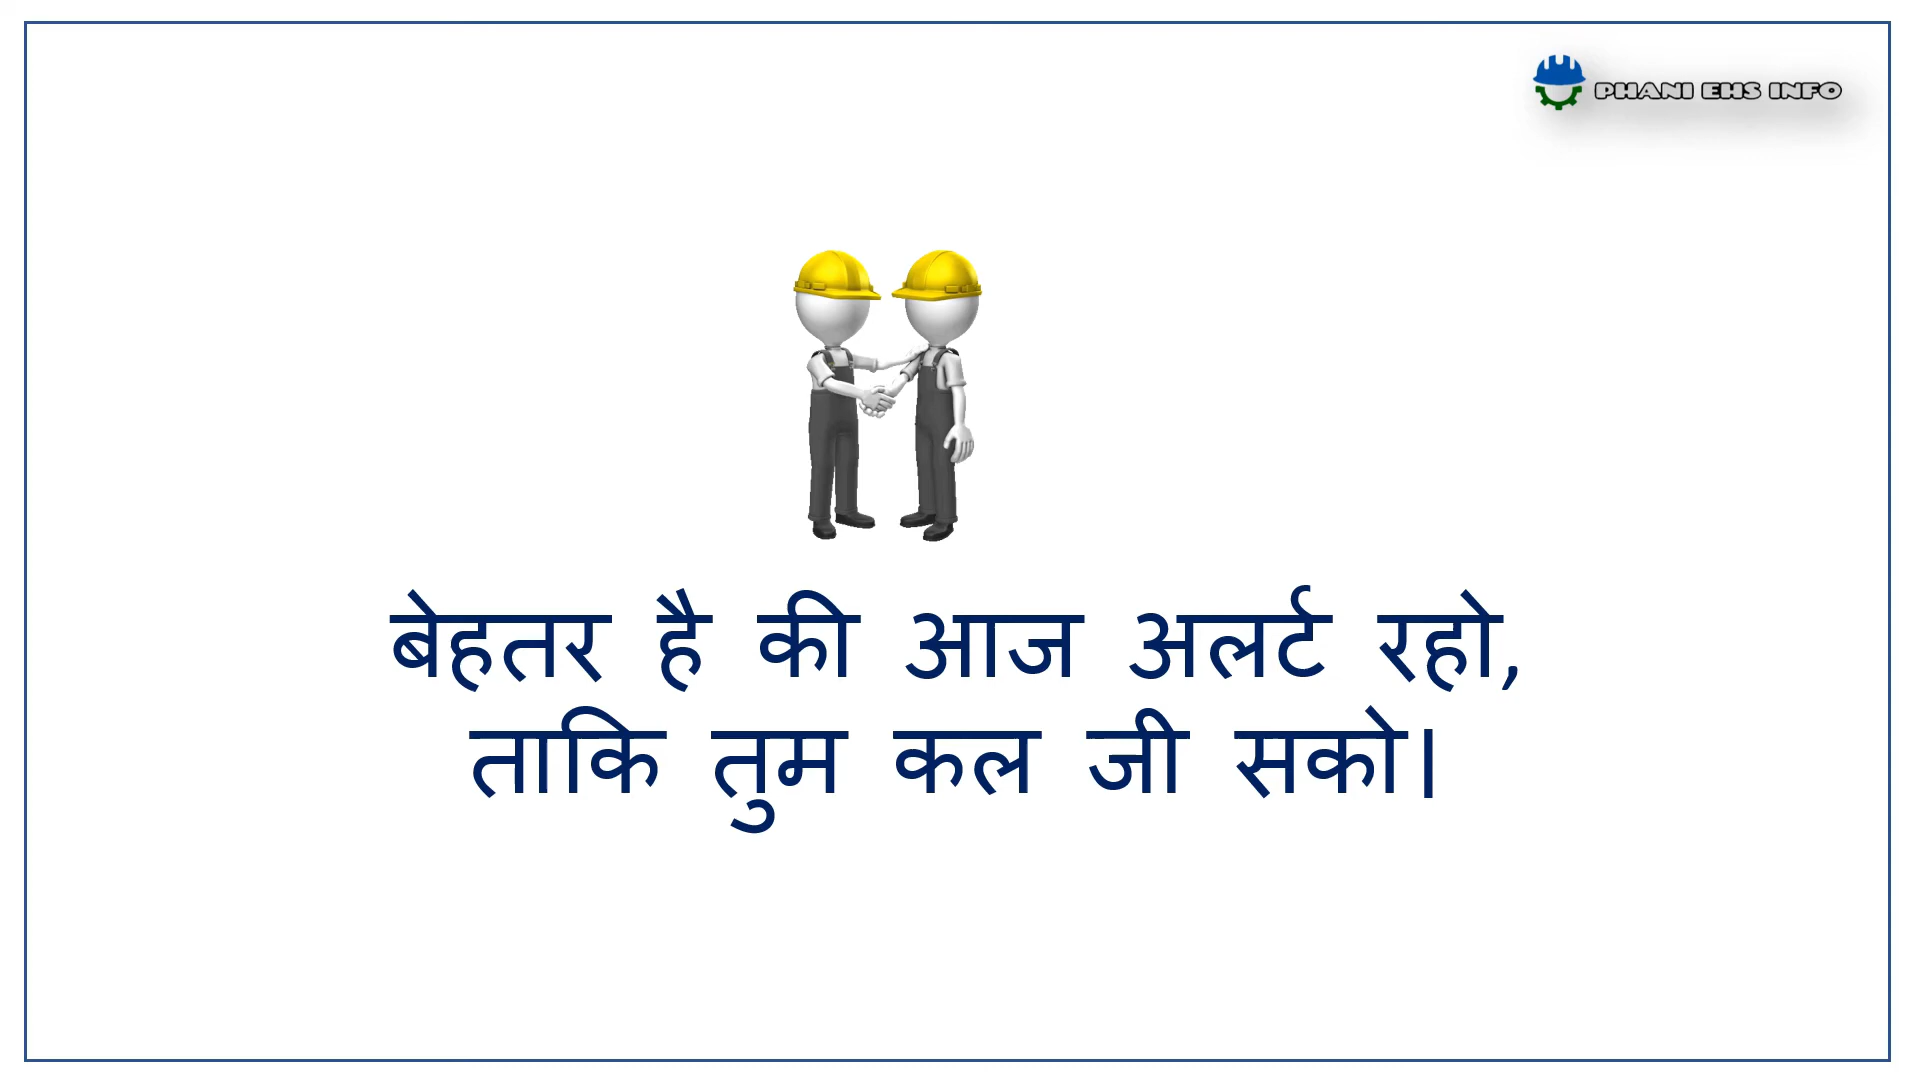 PHANI EHS INFO
बेहतर है की आज अलर्ट रहो,
ताकि तुम कल जी सको।